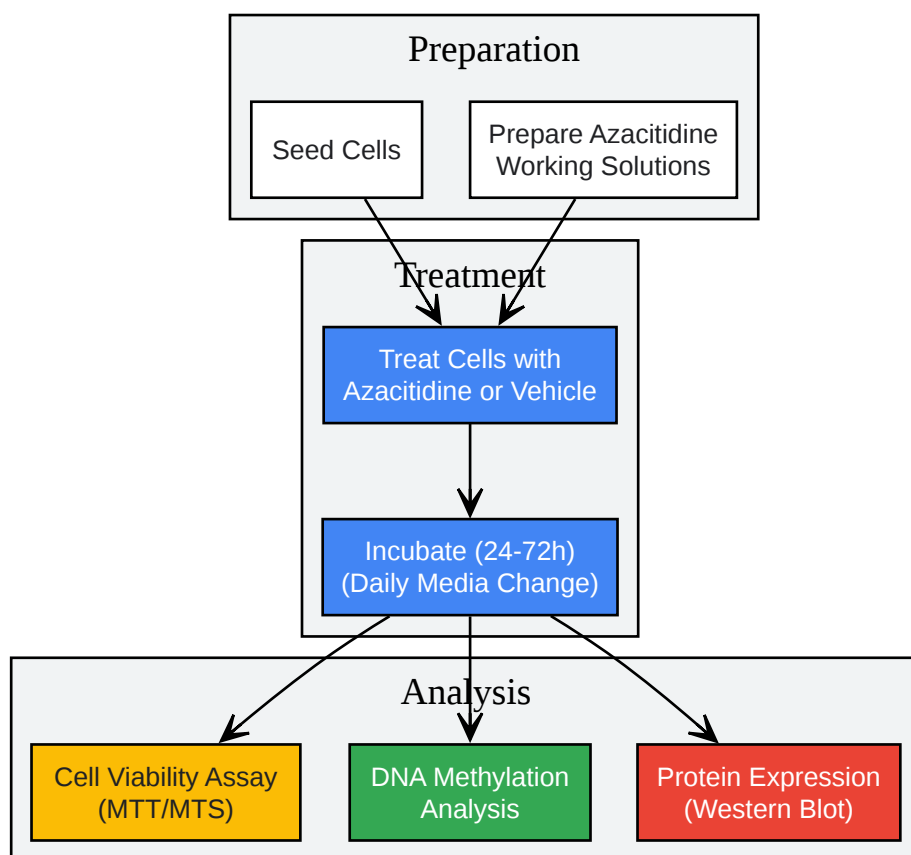 Preparation
Seed Cells
Prepare Azacitidine
Working Solutions
Treatment
Treat Cells with
Azacitidine or Vehicle
Incubate (24-72h)
(Daily Media Change)
Analysis
Cell Viability Assay
(MTT/MTS)
DNA Methylation
Analysis
Protein Expression
(Western Blot)